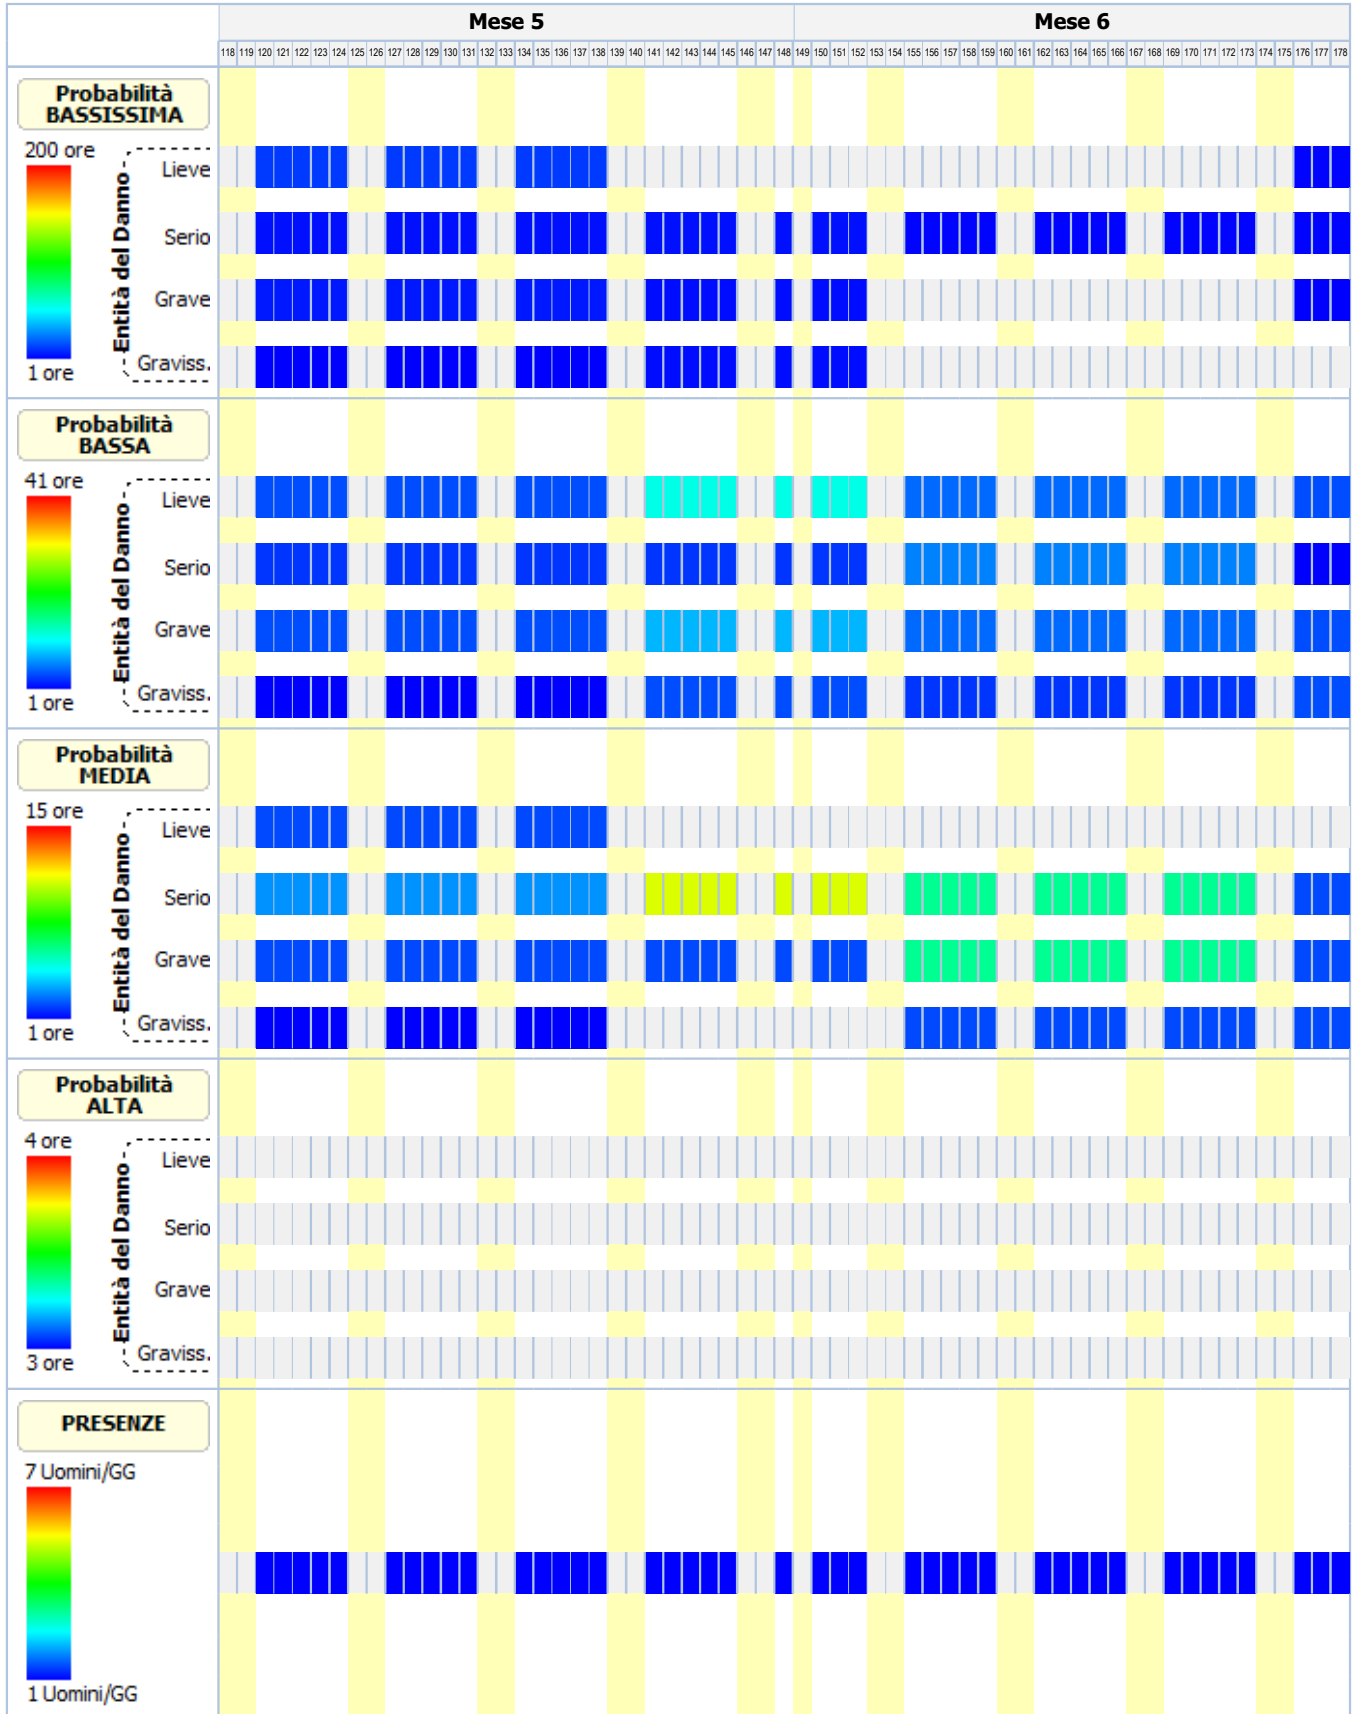 Mese 5 Mese 6
118 119 120 121 122 123 124 125 126 127 128 129 130 131 132 133 134 135 136 137 138 139 140 141 142 143 144 145 146 147 148 149 150 151 152 153 154 155 156 157 158 159 160 161 162 163 164 165 166 167 168 169 170 171 172 173 174 175 176 177 178
Probabilità
BASSISSIMA
200 ore
1 ore
Entità del Danno
Lieve
Serio
Grave
Graviss.
Probabilità
BASSA
41 ore
1 ore
Entità del Danno
Lieve
Serio
Grave
Graviss.
Probabilità
MEDIA
15 ore
1 ore
Entità del Danno
Lieve
Serio
Grave
Graviss.
Probabilità
ALTA
4 ore
3 ore
Entità del Danno
Lieve
Serio
Grave
Graviss.
PRESENZE
7 Uomini/GG
1 Uomini/GG